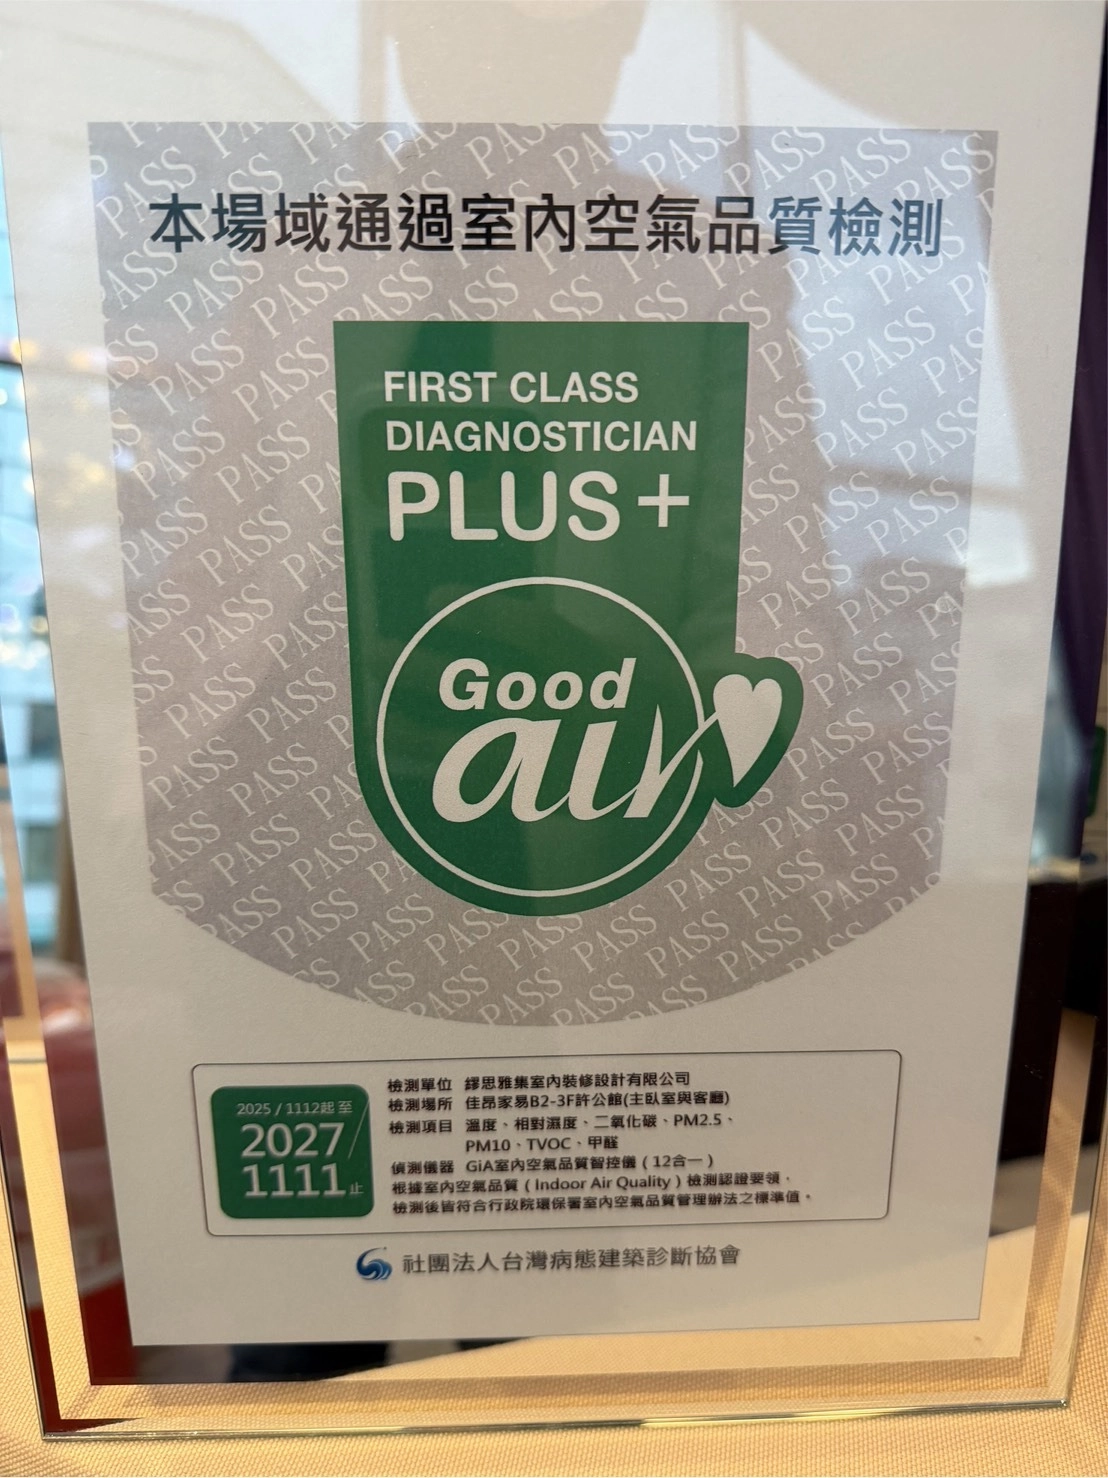 本場域通過室內空氣品質檢測
FIRST CLASS
DIAGNOSTICIAN
PLUS+
Good
air
2025 / 1112起 至
2027/
1111止
檢測單位 繆思雅集室內裝修設計有限公司
檢測場所 佳昂家易B2-3F許公館(主臥室與客廳)
檢測項目 溫度、相對濕度、二氧化碳、PM2.5、
PM10、TVOC、甲醛
偵測儀器 GiA室內空氣品質智控儀(12合一)
根據室內空氣品質(Indoor Air Quality)檢測認證要領,
檢測後皆符合行政院環保署室內空氣品質管理辦法之標準值。
社團法人台灣病態建築診斷協會